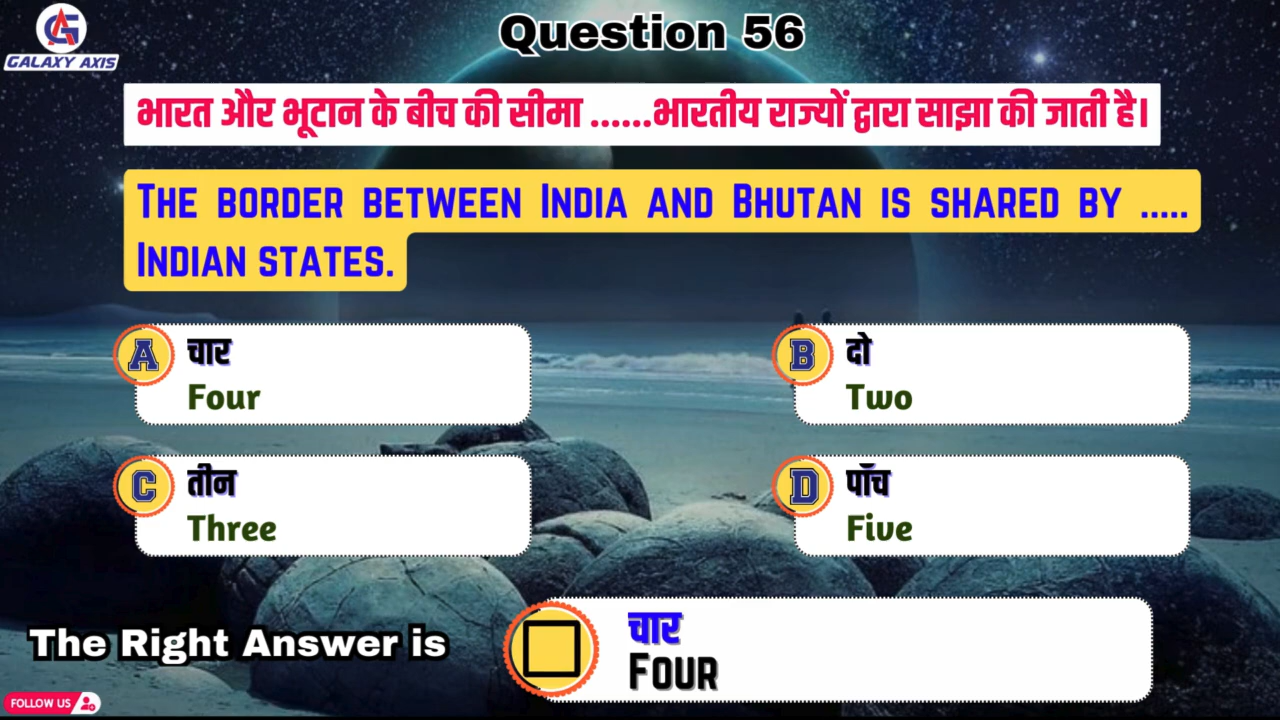 GALAXY AXIS
Question 56
भारत और भूटान के बीच की सीमा ......भारतीय राज्यों द्वारा साझा की जाती है।
THE BORDER BETWEEN INDIA AND BHUTAN IS SHARED BY .....
INDIAN STATES.
A
चार
Four
B
दो
Two
C
तीन
Three
D
पाँच
Five
The Right Answer is
चार
FOUR
FOLLOW US